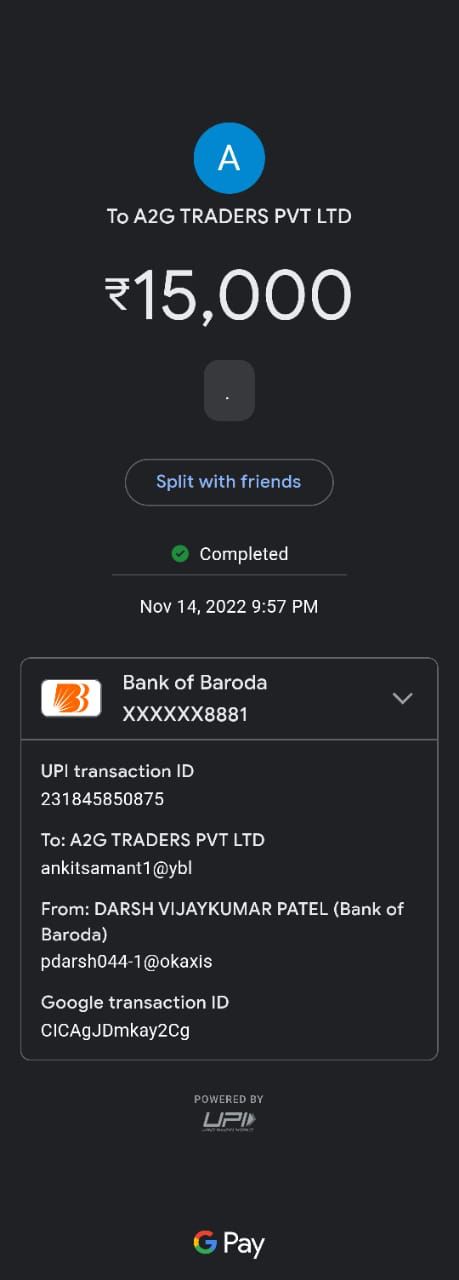 A
To A2G TRADERS PVT LTD
₹15,000
.
Split with friends
Completed
Nov 14, 2022 9:57 PM
Bank of Baroda
XXXXXX8881
UPI transaction ID
231845850875
To: A2G TRADERS PVT LTD
ankitsamant1@ybl
From: DARSH VIJAYKUMAR PATEL (Bank of
Baroda)
pdarsh044-1@okaxis
Google transaction ID
CICAgJDmkay2Cg
POWERED BY
UPI
G Pay